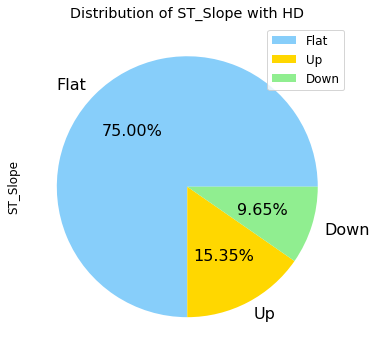 Distribution of ST_Slope with HD
Flat
Up
Down
Flat
75.00%
ST_Slope
9.65%
Down
15.35%
Up